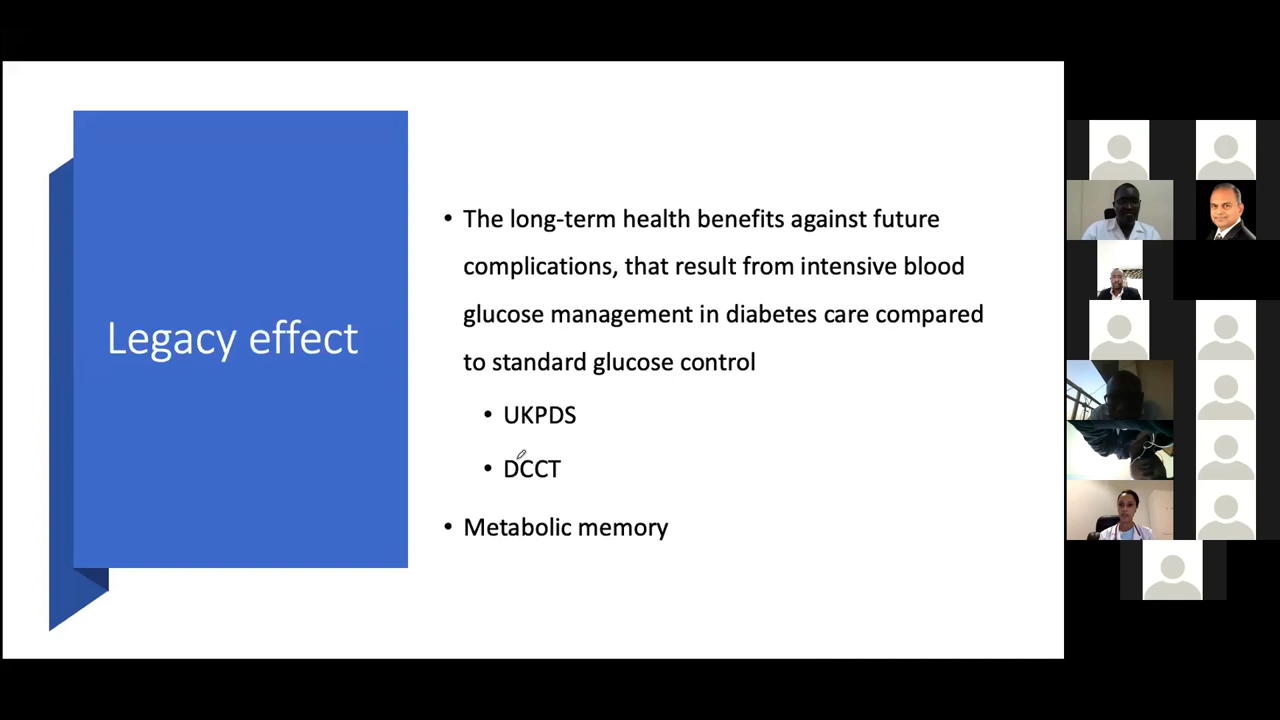 Legacy effect
• The long-term health benefits against future
complications, that result from intensive blood
glucose management in diabetes care compared
to standard glucose control
• UKPDS
• DCCT
• Metabolic memory